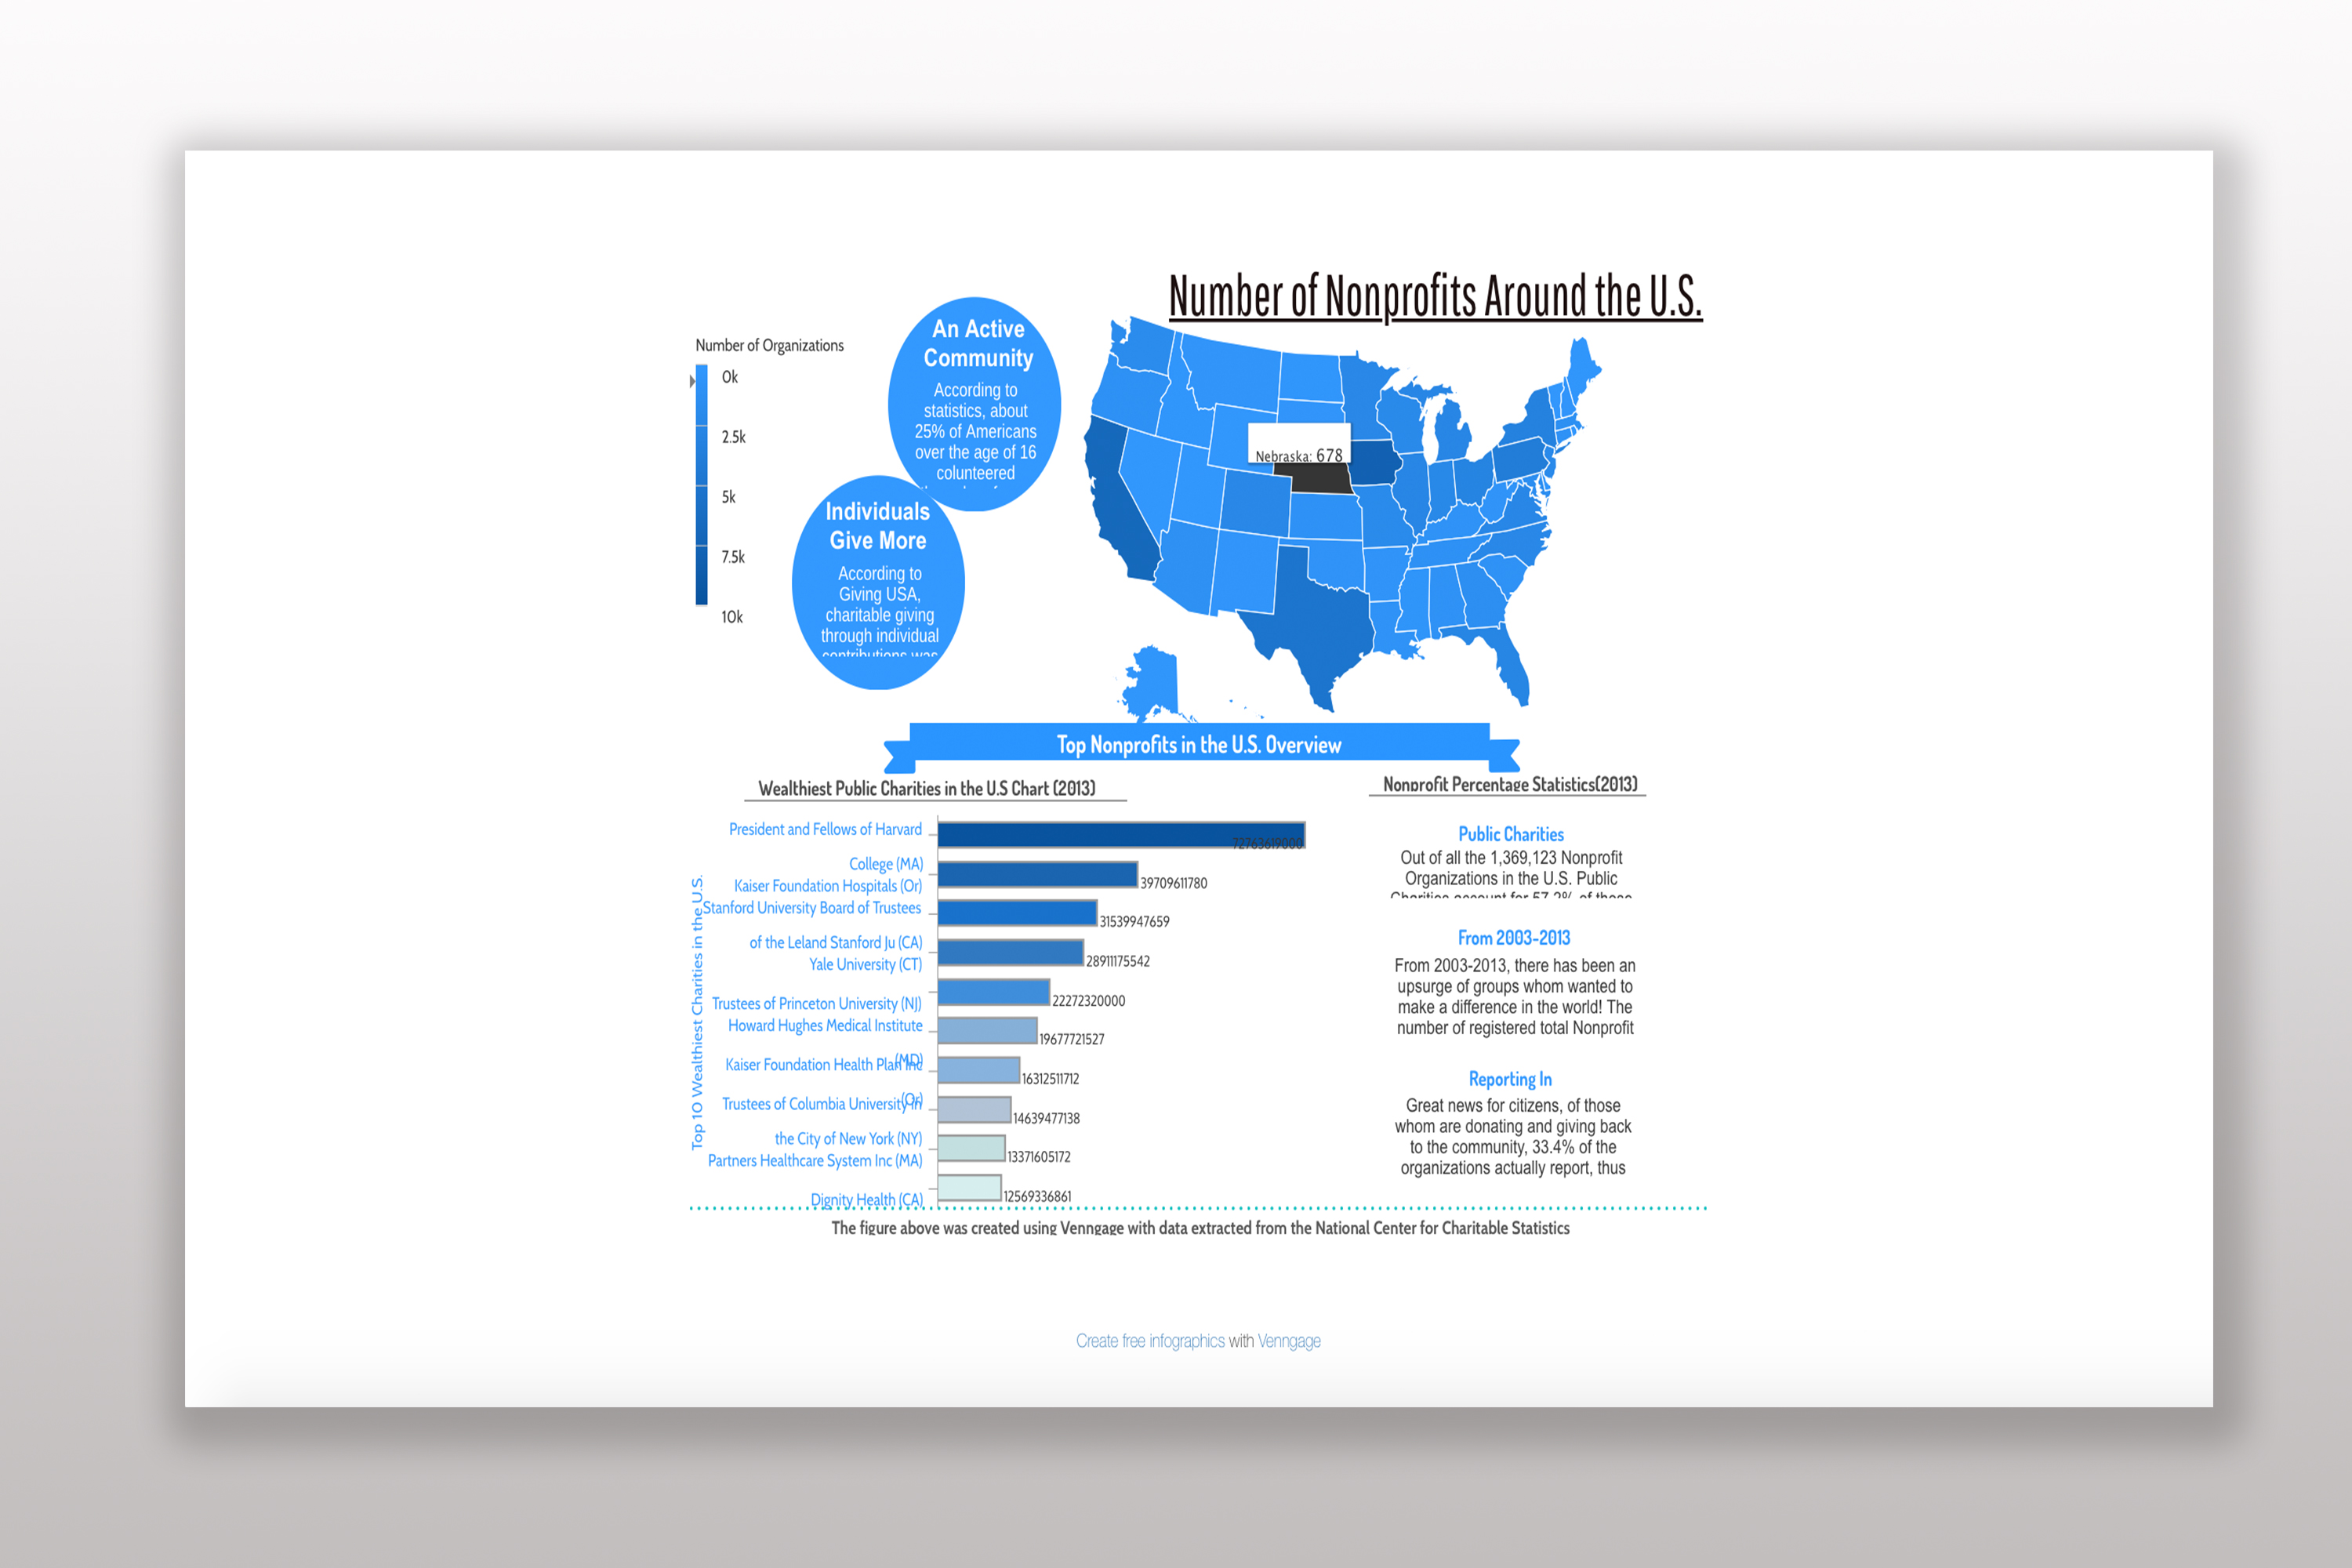 Number of Nonprofits Around the U.S.
Number of Organizations
0k
2.5k
5k
7.5k
10k
An Active
Community
According to
statistics, about
25% of Americans
over the age of 16
colunteered
Individuals
Give More
According to
Giving USA,
charitable giving
through individual
contributions was
Nebraska: 678
Top Nonprofits in the U.S. Overview
Wealthiest Public Charities in the U.S Chart (2013)
Top 10 Wealthiest Charities in the U.S.
President and Fellows of Harvard
College (MA)
Kaiser Foundation Hospitals (Or)
Stanford University Board of Trustees
of the Leland Stanford Ju (CA)
Yale University (CT)
Trustees of Princeton University (NJ)
Howard Hughes Medical Institute
(MD)
Kaiser Foundation Health Plan Inc
(Or)
Trustees of Columbia University in
the City of New York (NY)
Partners Healthcare System Inc (MA)
Dignity Health (CA)
72763619000
39709611780
31539947659
28911175542
22272320000
19677721527
16312511712
14639477138
13371605172
12569336861
Nonprofit Percentage Statistics(2013)
Public Charities
Out of all the 1,369,123 Nonprofit
Organizations in the U.S. Public
Charities account for 57.2% of these
From 2003-2013
From 2003-2013, there has been an
upsurge of groups whom wanted to
make a difference in the world! The
number of registered total Nonprofit
Reporting In
Great news for citizens, of those
whom are donating and giving back
to the community, 33.4% of the
organizations actually report, thus
The figure above was created using Venngage with data extracted from the National Center for Charitable Statistics
Create free infographics with Venngage